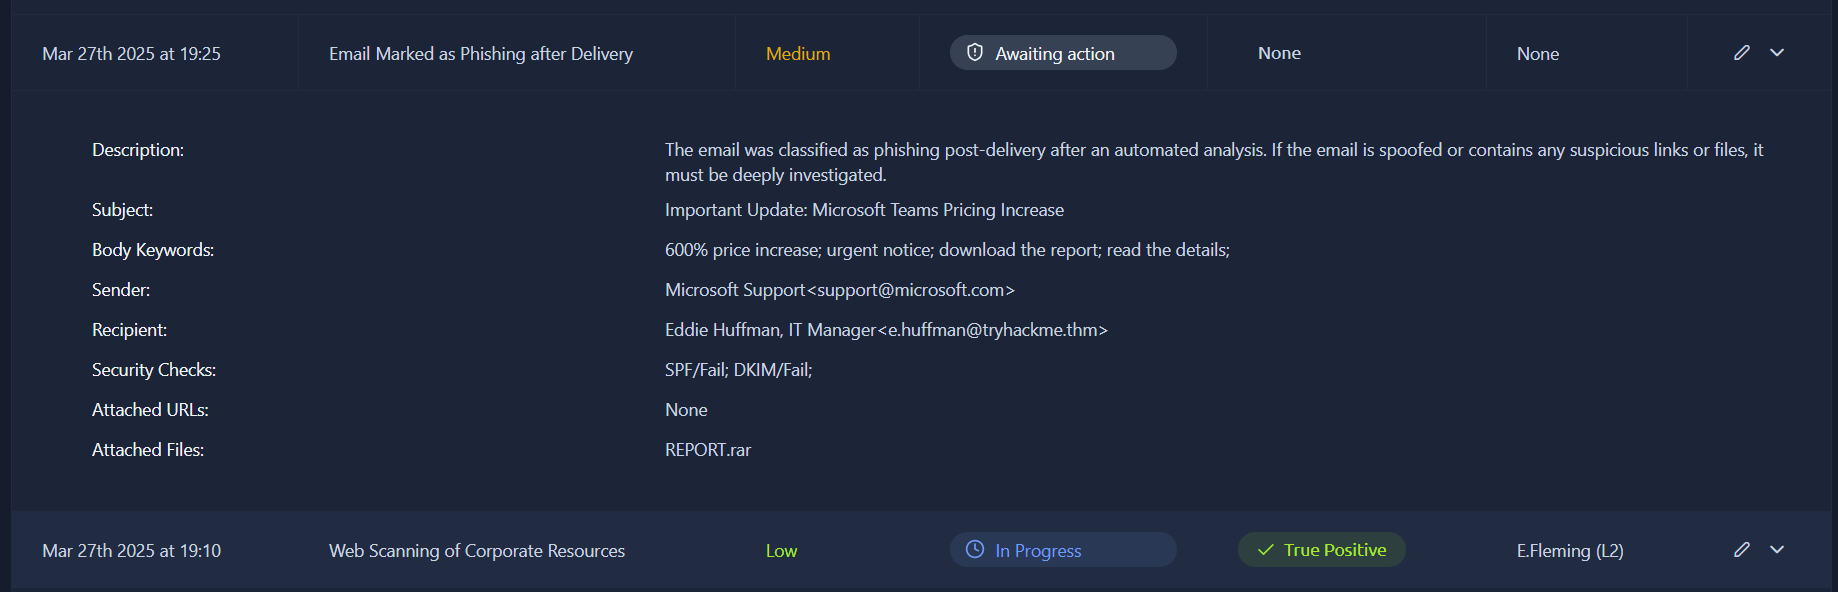 Mar 27th 2025 at 19:25 Email Marked as Phishing after Delivery Medium Awaiting action None None
Description: The email was classified as phishing post-delivery after an automated analysis. If the email is spoofed or contains any suspicious links or files, it
must be deeply investigated.
Subject: Important Update: Microsoft Teams Pricing Increase
Body Keywords: 600% price increase; urgent notice; download the report; read the details;
Sender: Microsoft Support<support@microsoft.com>
Recipient: Eddie Huffman, IT Manager<e.huffman@tryhackme.thm>
Security Checks: SPF/Fail; DKIM/Fail;
Attached URLs: None
Attached Files: REPORT.rar
Mar 27th 2025 at 19:10 Web Scanning of Corporate Resources Low In Progress True Positive E.Fleming (L2)